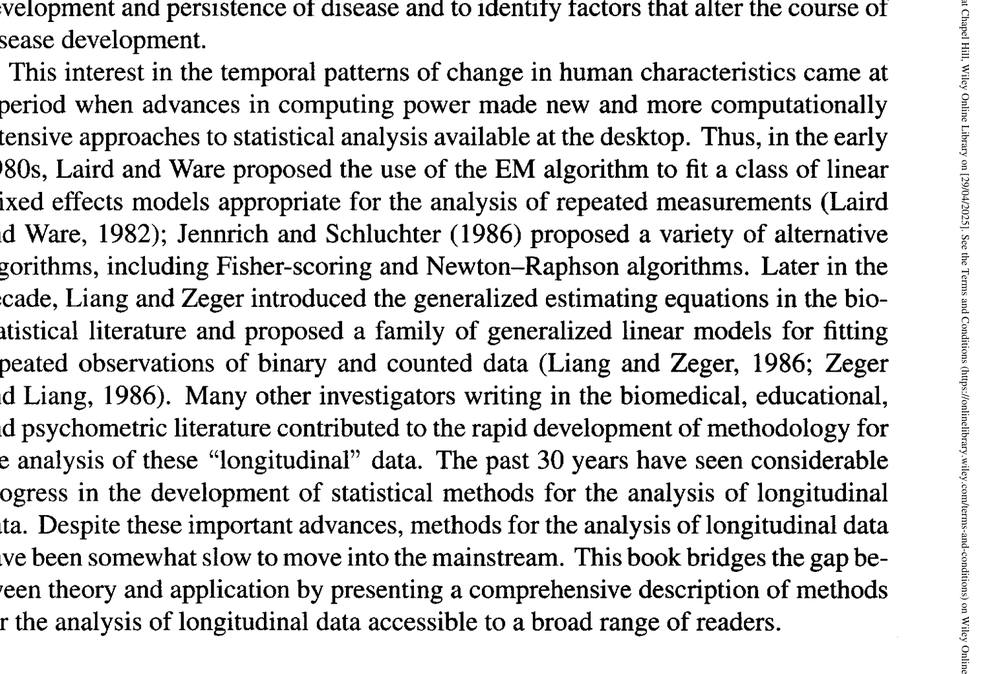 velopment and persistence of disease and to identify factors that alter the course of
sease development.
This interest in the temporal patterns of change in human characteristics came at
period when advances in computing power made new and more computationally
tensive approaches to statistical analysis available at the desktop. Thus, in the early
980s, Laird and Ware proposed the use of the EM algorithm to fit a class of linear
ixed effects models appropriate for the analysis of repeated measurements (Laird
d Ware, 1982); Jennrich and Schluchter (1986) proposed a variety of alternative
gorithms, including Fisher-scoring and Newton–Raphson algorithms. Later in the
ecade, Liang and Zeger introduced the generalized estimating equations in the bio-
atistical literature and proposed a family of generalized linear models for fitting
peated observations of binary and counted data (Liang and Zeger, 1986; Zeger
d Liang, 1986). Many other investigators writing in the biomedical, educational,
d psychometric literature contributed to the rapid development of methodology for
e analysis of these “longitudinal” data. The past 30 years have seen considerable
ogress in the development of statistical methods for the analysis of longitudinal
ta. Despite these important advances, methods for the analysis of longitudinal data
ve been somewhat slow to move into the mainstream. This book bridges the gap be-
veen theory and application by presenting a comprehensive description of methods
r the analysis of longitudinal data accessible to a broad range of readers.
at Chapel Hill, Wiley Online Library on [29/04/2025]. See the Terms and Conditions (https://onlinelibrary.wiley.com/terms-and-conditions) on Wiley Online